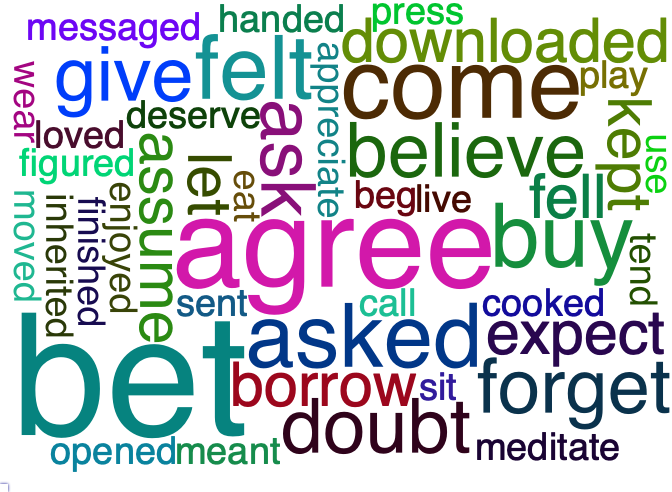 messaged
handed
press
downloaded
give
felt
appreciate
come
play
wear
loved
deserve
ask
believe
kept
use
figured
assume
let
eat
beg
live
fell
moved
inherited
finished
enjoyed
agree
buy
tend
sent
call
cooked
bet
asked
expect
borrow
sit
forget
doubt
opened
meant
meditate